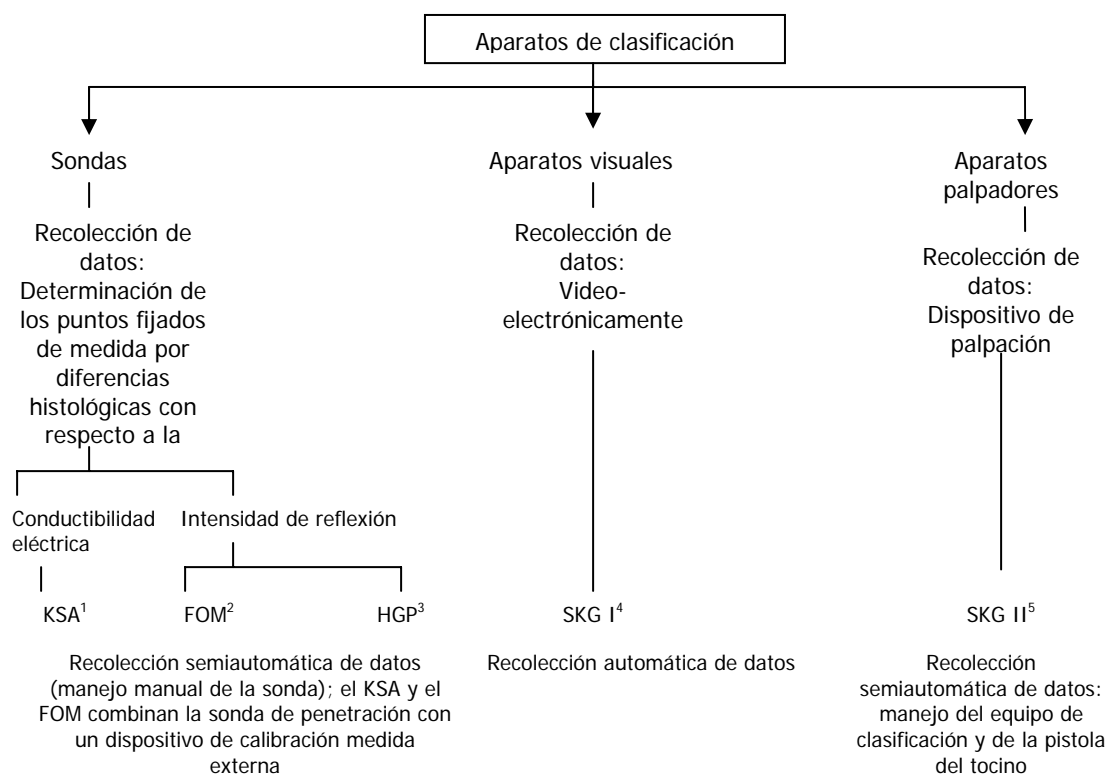 Aparatos de clasificación
Sondas
Recolección de
datos:
Determinación de
los puntos fijados
de medida por
diferencias
histológicas con
respecto a la
Conductibilidad
eléctrica
Intensidad de reflexión
KSA¹
FOM²
HGP³
Recolección semiautomática de datos
(manejo manual de la sonda); el KSA y el
FOM combinan la sonda de penetración con
un dispositivo de calibración medida
externa
Aparatos visuales
Recolección de
datos:
Video-
electrónicamente
SKG I⁴
Recolección automática de datos
Aparatos
palpadores
Recolección de
datos:
Dispositivo de
palpación
SKG II⁵
Recolección
semiautomática de datos:
manejo del equipo de
clasificación y de la pistola
del tocino